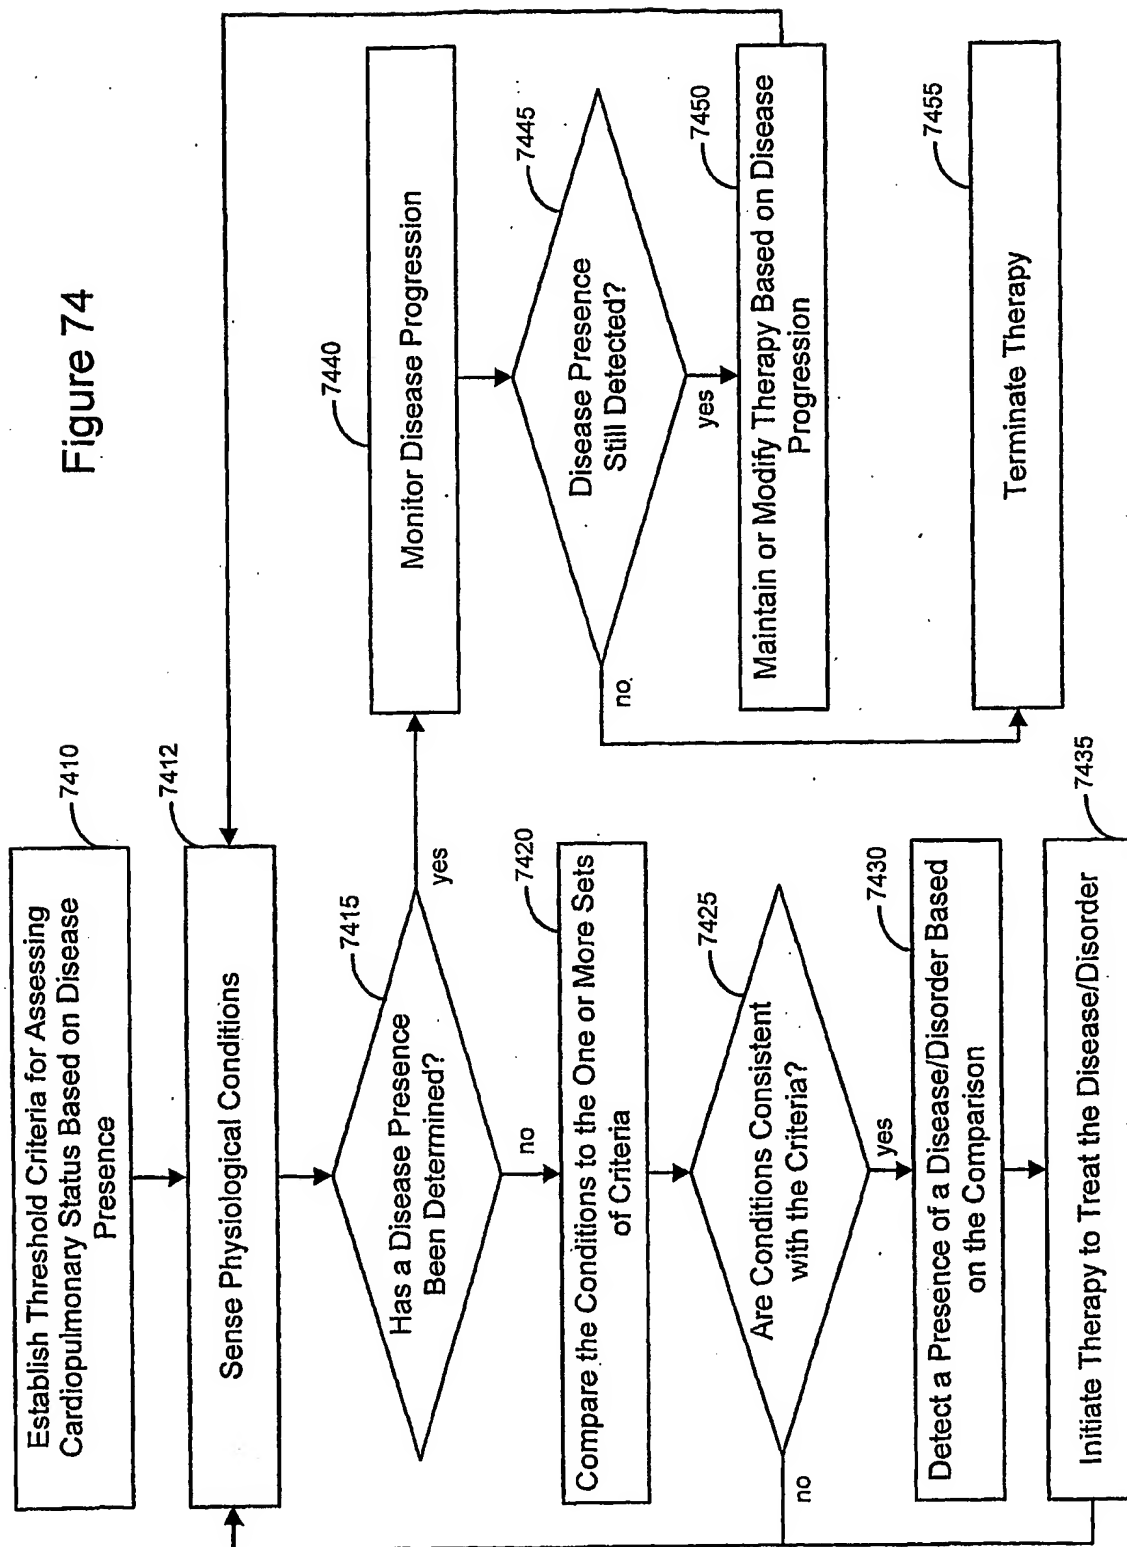 Figure 74
7410
Establish Threshold Criteria for Assessing
Cardiopulmonary Status Based on Disease
Presence
7412
Sense Physiological Conditions
7415
Has a Disease Presence
Been Determined?
yes
no
7420
Compare the Conditions to the One or More Sets
of Criteria
7425
Are Conditions Consistent
with the Criteria?
no
yes
7430
Detect a Presence of a Disease/Disorder Based
on the Comparison
7435
Initiate Therapy to Treat the Disease/Disorder
7440
Monitor Disease Progression
7445
Disease Presence
Still Detected?
no
yes
7450
Maintain or Modify Therapy Based on Disease
Progression
7455
Terminate Therapy